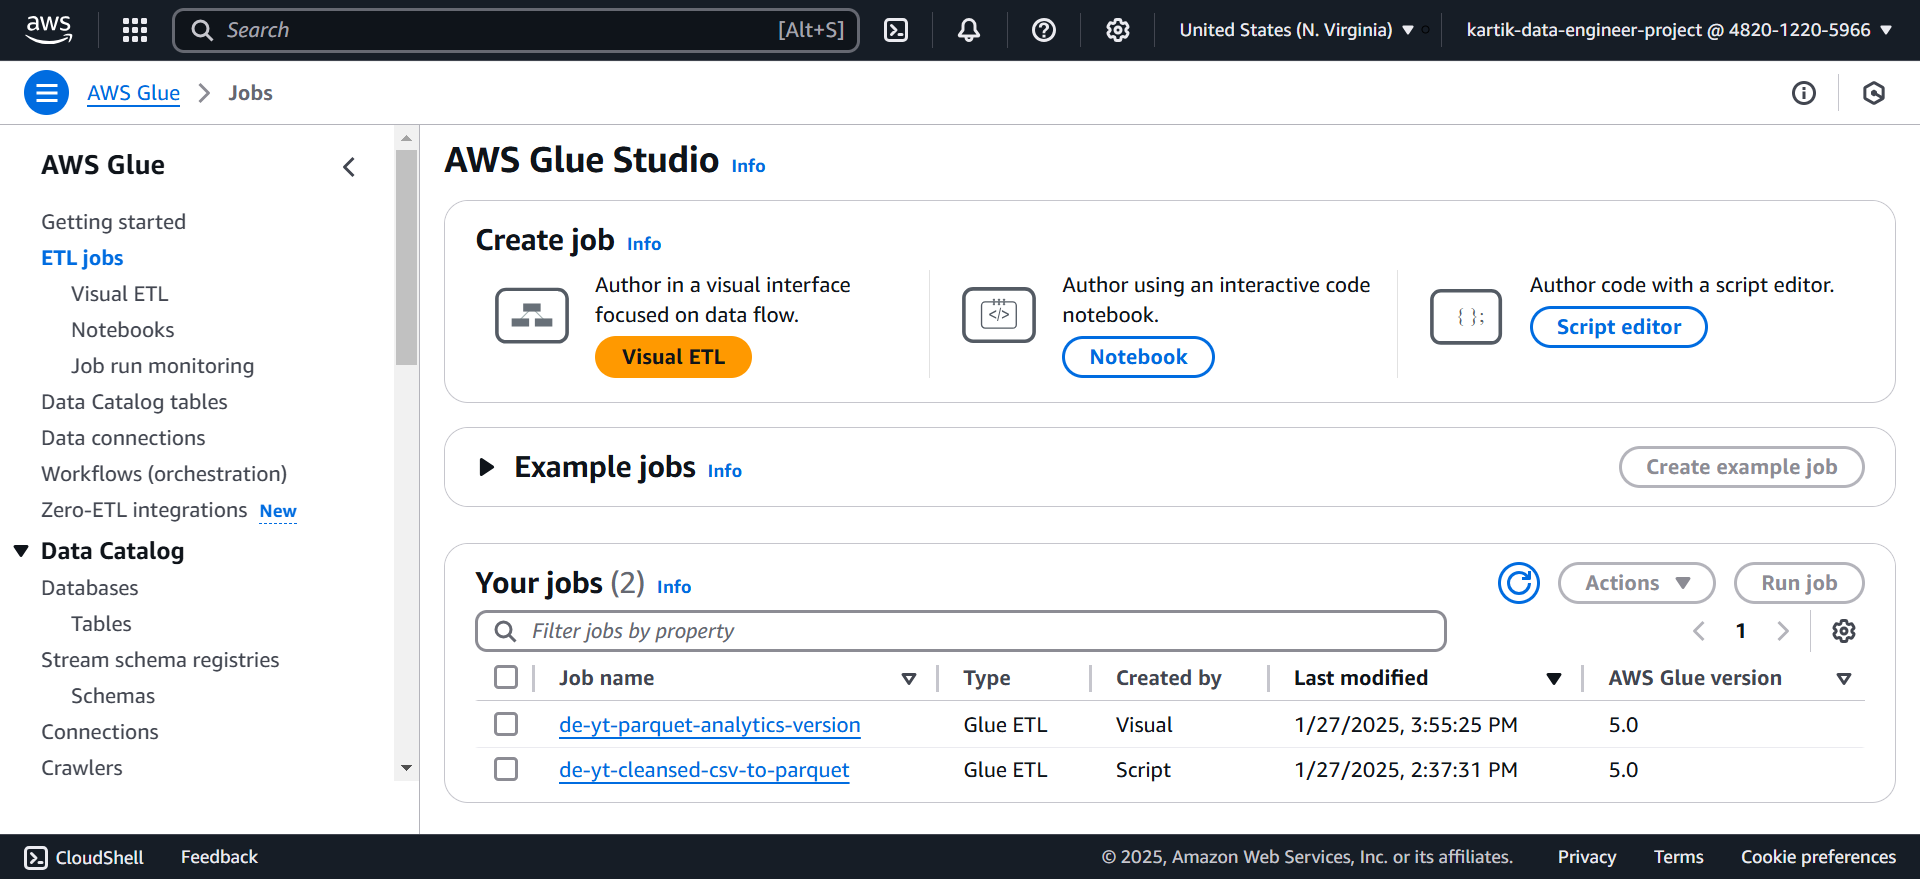 aws
Search [Alt+S]
United States (N. Virginia)
kartik-data-engineer-project @ 4820-1220-5966
AWS Glue > Jobs
AWS Glue
Getting started
ETL jobs
Visual ETL
Notebooks
Job run monitoring
Data Catalog tables
Data connections
Workflows (orchestration)
Zero-ETL integrations New
Data Catalog
Databases
Tables
Stream schema registries
Schemas
Connections
Crawlers
AWS Glue Studio Info
Create job Info
Author in a visual interface
focused on data flow.
Visual ETL
Author using an interactive code
notebook.
Notebook
Author code with a script editor.
Script editor
Example jobs Info
Create example job
Your jobs (2) Info
Actions
Run job
Filter jobs by property
1
Job name Type Created by Last modified AWS Glue version
de-yt-parquet-analytics-version Glue ETL Visual 1/27/2025, 3:55:25 PM 5.0
de-yt-cleansed-csv-to-parquet Glue ETL Script 1/27/2025, 2:37:31 PM 5.0
CloudShell Feedback
© 2025, Amazon Web Services, Inc. or its affiliates. Privacy Terms Cookie preferences